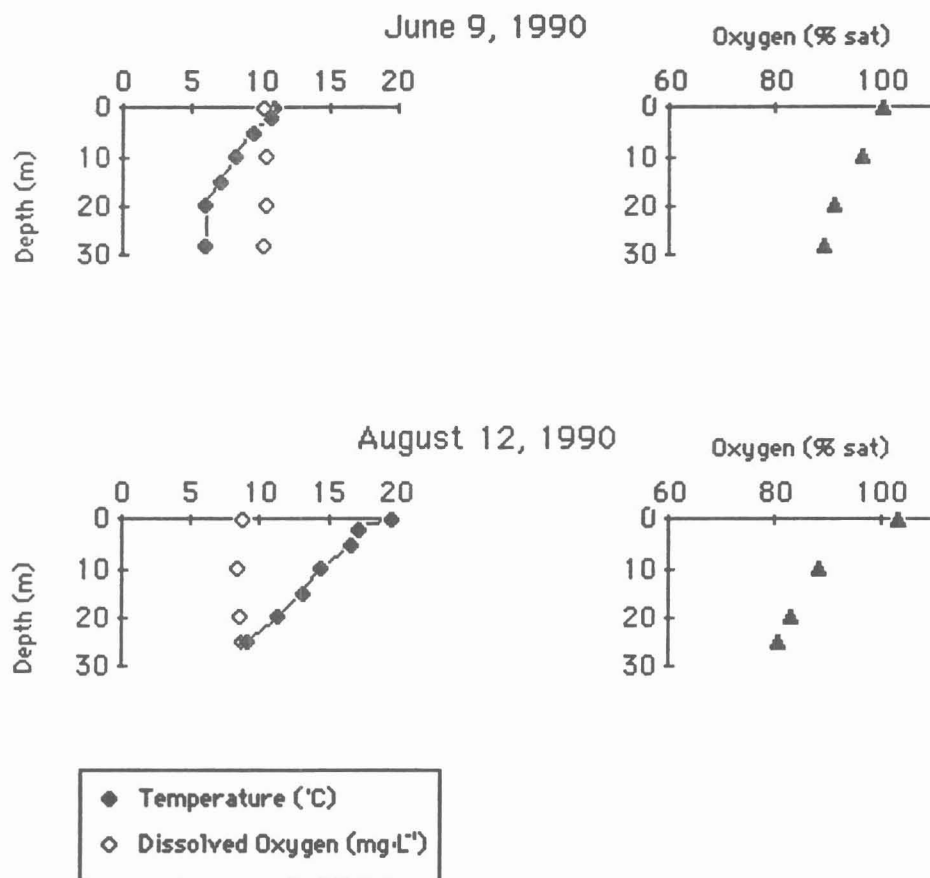 June 9, 1990
Oxygen (% sat)
0 5 10 15 20
60 80 100
0
10
20
30
Depth (m)
0
10
20
30
August 12, 1990
Oxygen (% sat)
0 5 10 15 20
60 80 100
0
10
20
30
Depth (m)
0
10
20
30
Temperature (°C)
Dissolved Oxygen (mg·L⁻¹)